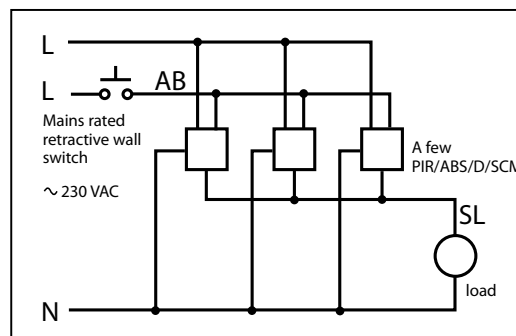 L
L
AB
Mains rated
retractive wall
switch
~ 230 VAC
A few
PIR/ABS/D/SCM
SL
load
N